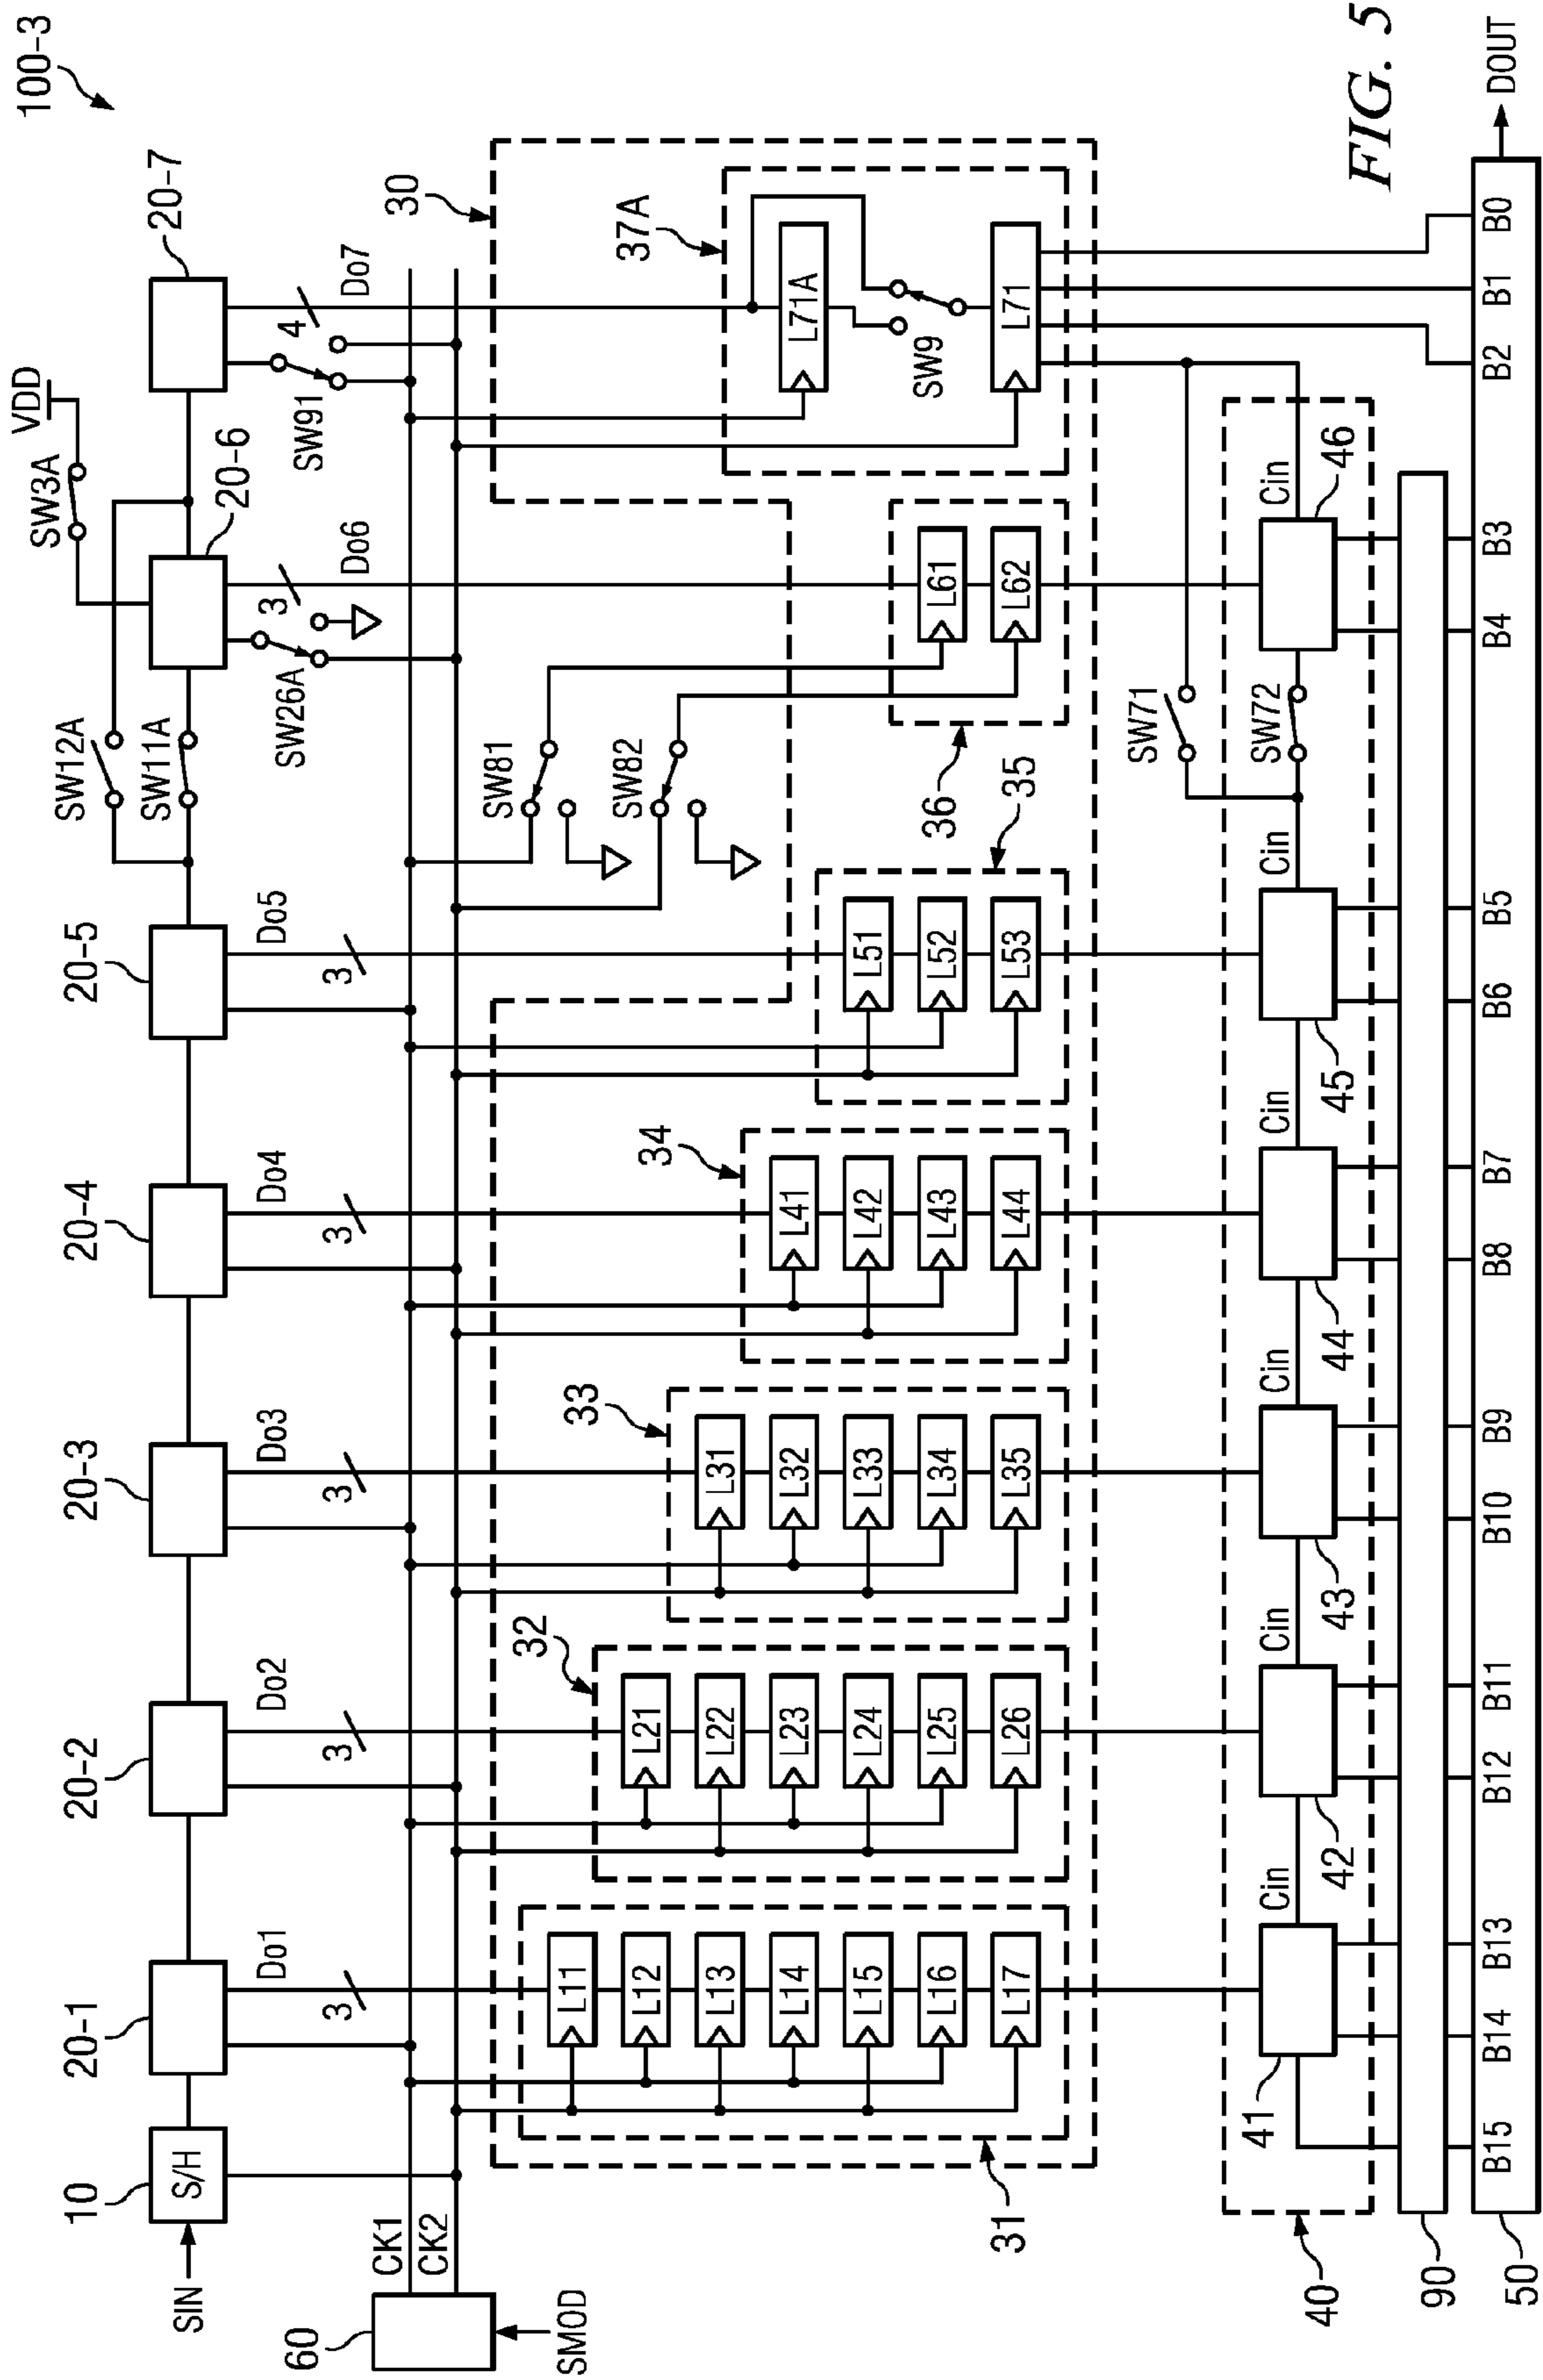 100-3
FIG. 5
VDD
SW3A
SW12A
SW11A
10
20-1
20-2
20-3
20-4
20-5
20-6
20-7
SIN
S/H
Do1
Do2
Do3
Do4
Do5
Do6
Do7
3
3
3
3
3
3
4
SW26A
SW91
CK1
CK2
60
SMOD
SW81
SW82
30
31
32
33
34
35
36
37A
L11
L12
L13
L14
L15
L16
L17
L21
L22
L23
L24
L25
L26
L31
L32
L33
L34
L35
L41
L42
L43
L44
L51
L52
L53
L61
L62
L71A
SW9
L71
SW71
SW72
40
41
42
43
44
45
46
Cin
Cin
Cin
Cin
Cin
Cin
90
50
B15
B14
B13
B12
B11
B10
B9
B8
B7
B6
B5
B4
B3
B2
B1
B0
DOUT